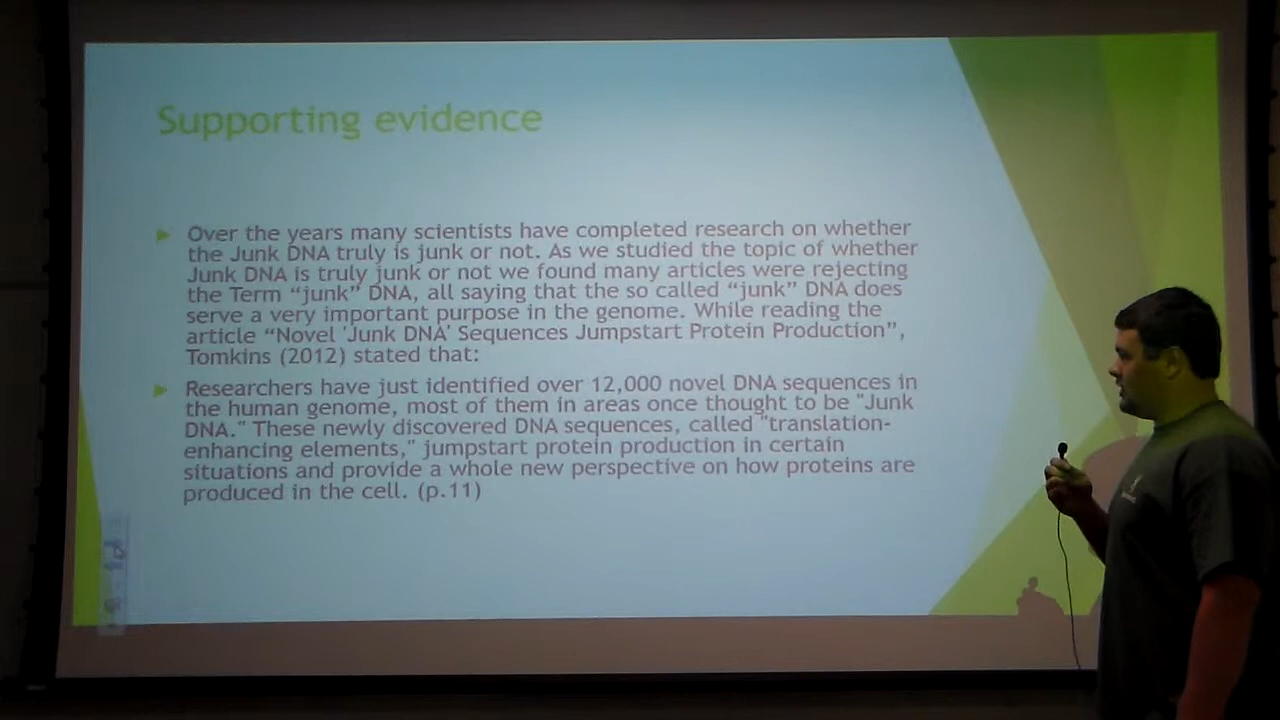 Supporting evidence
Over the years many scientists have completed research on whether
the Junk DNA truly is junk or not. As we studied the topic of whether
Junk DNA is truly junk or not we found many articles were rejecting
the Term “junk” DNA, all saying that the so called “junk” DNA does
serve a very important purpose in the genome. While reading the
article “Novel 'Junk DNA' Sequences Jumpstart Protein Production”,
Tomkins (2012) stated that:
Researchers have just identified over 12,000 novel DNA sequences in
the human genome, most of them in areas once thought to be "Junk
DNA." These newly discovered DNA sequences, called "translation-
enhancing elements," jumpstart protein production in certain
situations and provide a whole new perspective on how proteins are
produced in the cell. (p.11)